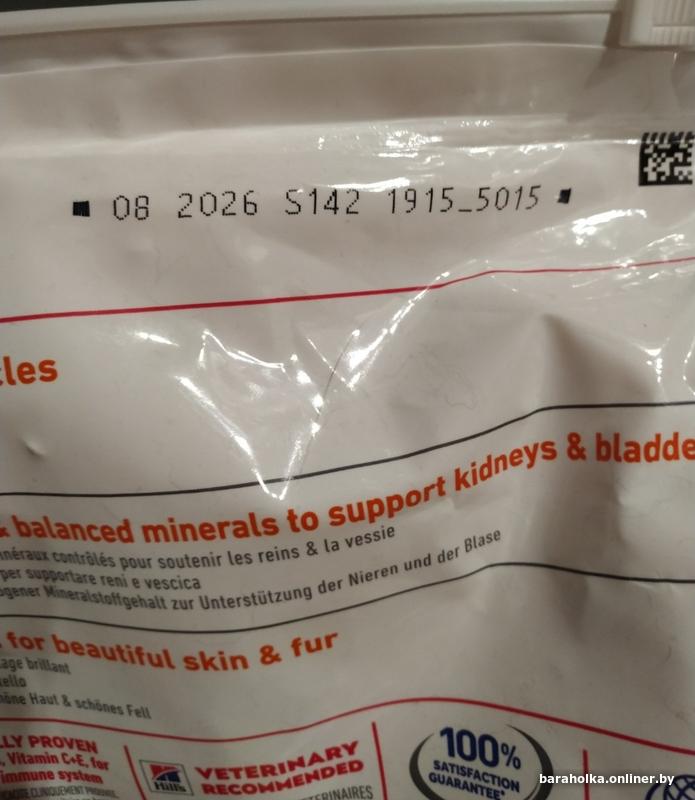 08 2026 S142 1915_5015
cles
& balanced minerals to support kidneys & bladde
néraux contrôlés pour soutenir les reins & la vessie
per supportare reni e vescica
ogener Mineralstoffgehalt zur Unterstützung der Nieren und der Blase
for beautiful skin & fur
age brillant
ello
höne Haut & schönes Fell
LLY PROVEN
, Vitamin C+E, for
immune system
Hill's
VETERINARY
RECOMMENDED
100%
SATISFACTION
GUARANTEE*
baraholka.onliner.by